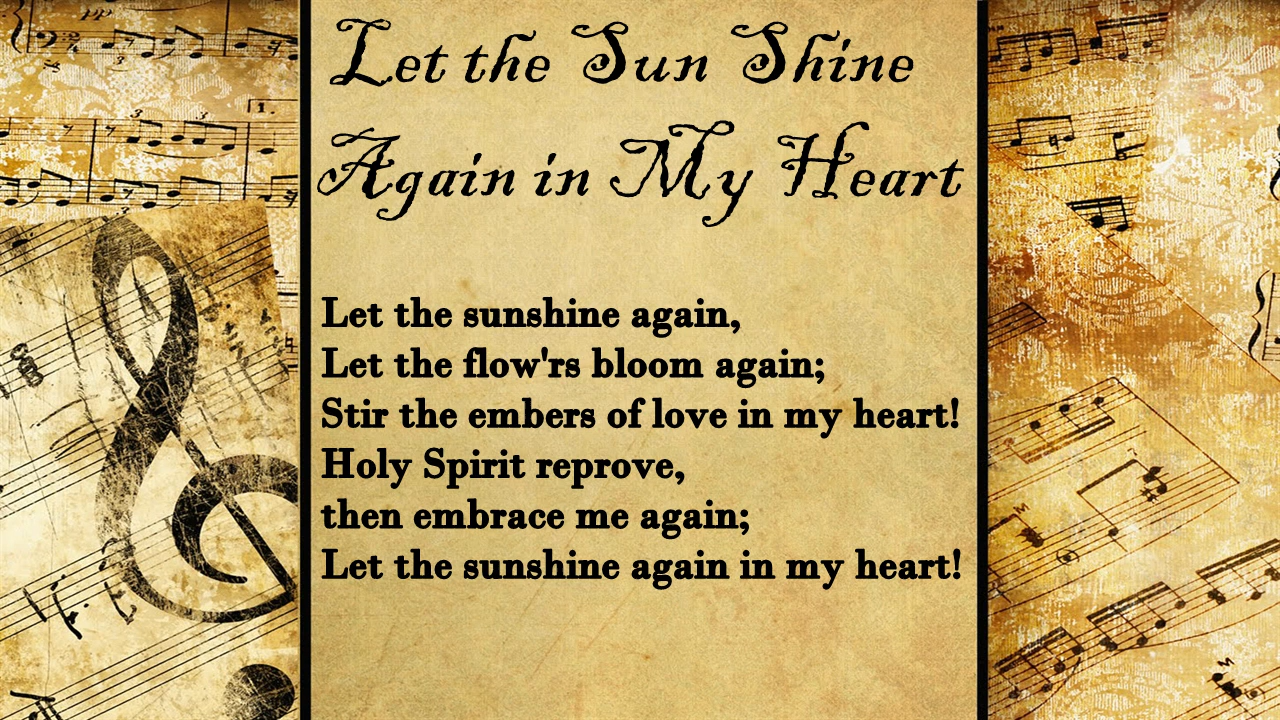 Let the Sun Shine
Again in My Heart
Let the sunshine again,
Let the flow'rs bloom again;
Stir the embers of love in my heart!
Holy Spirit reprove,
then embrace me again;
Let the sunshine again in my heart!